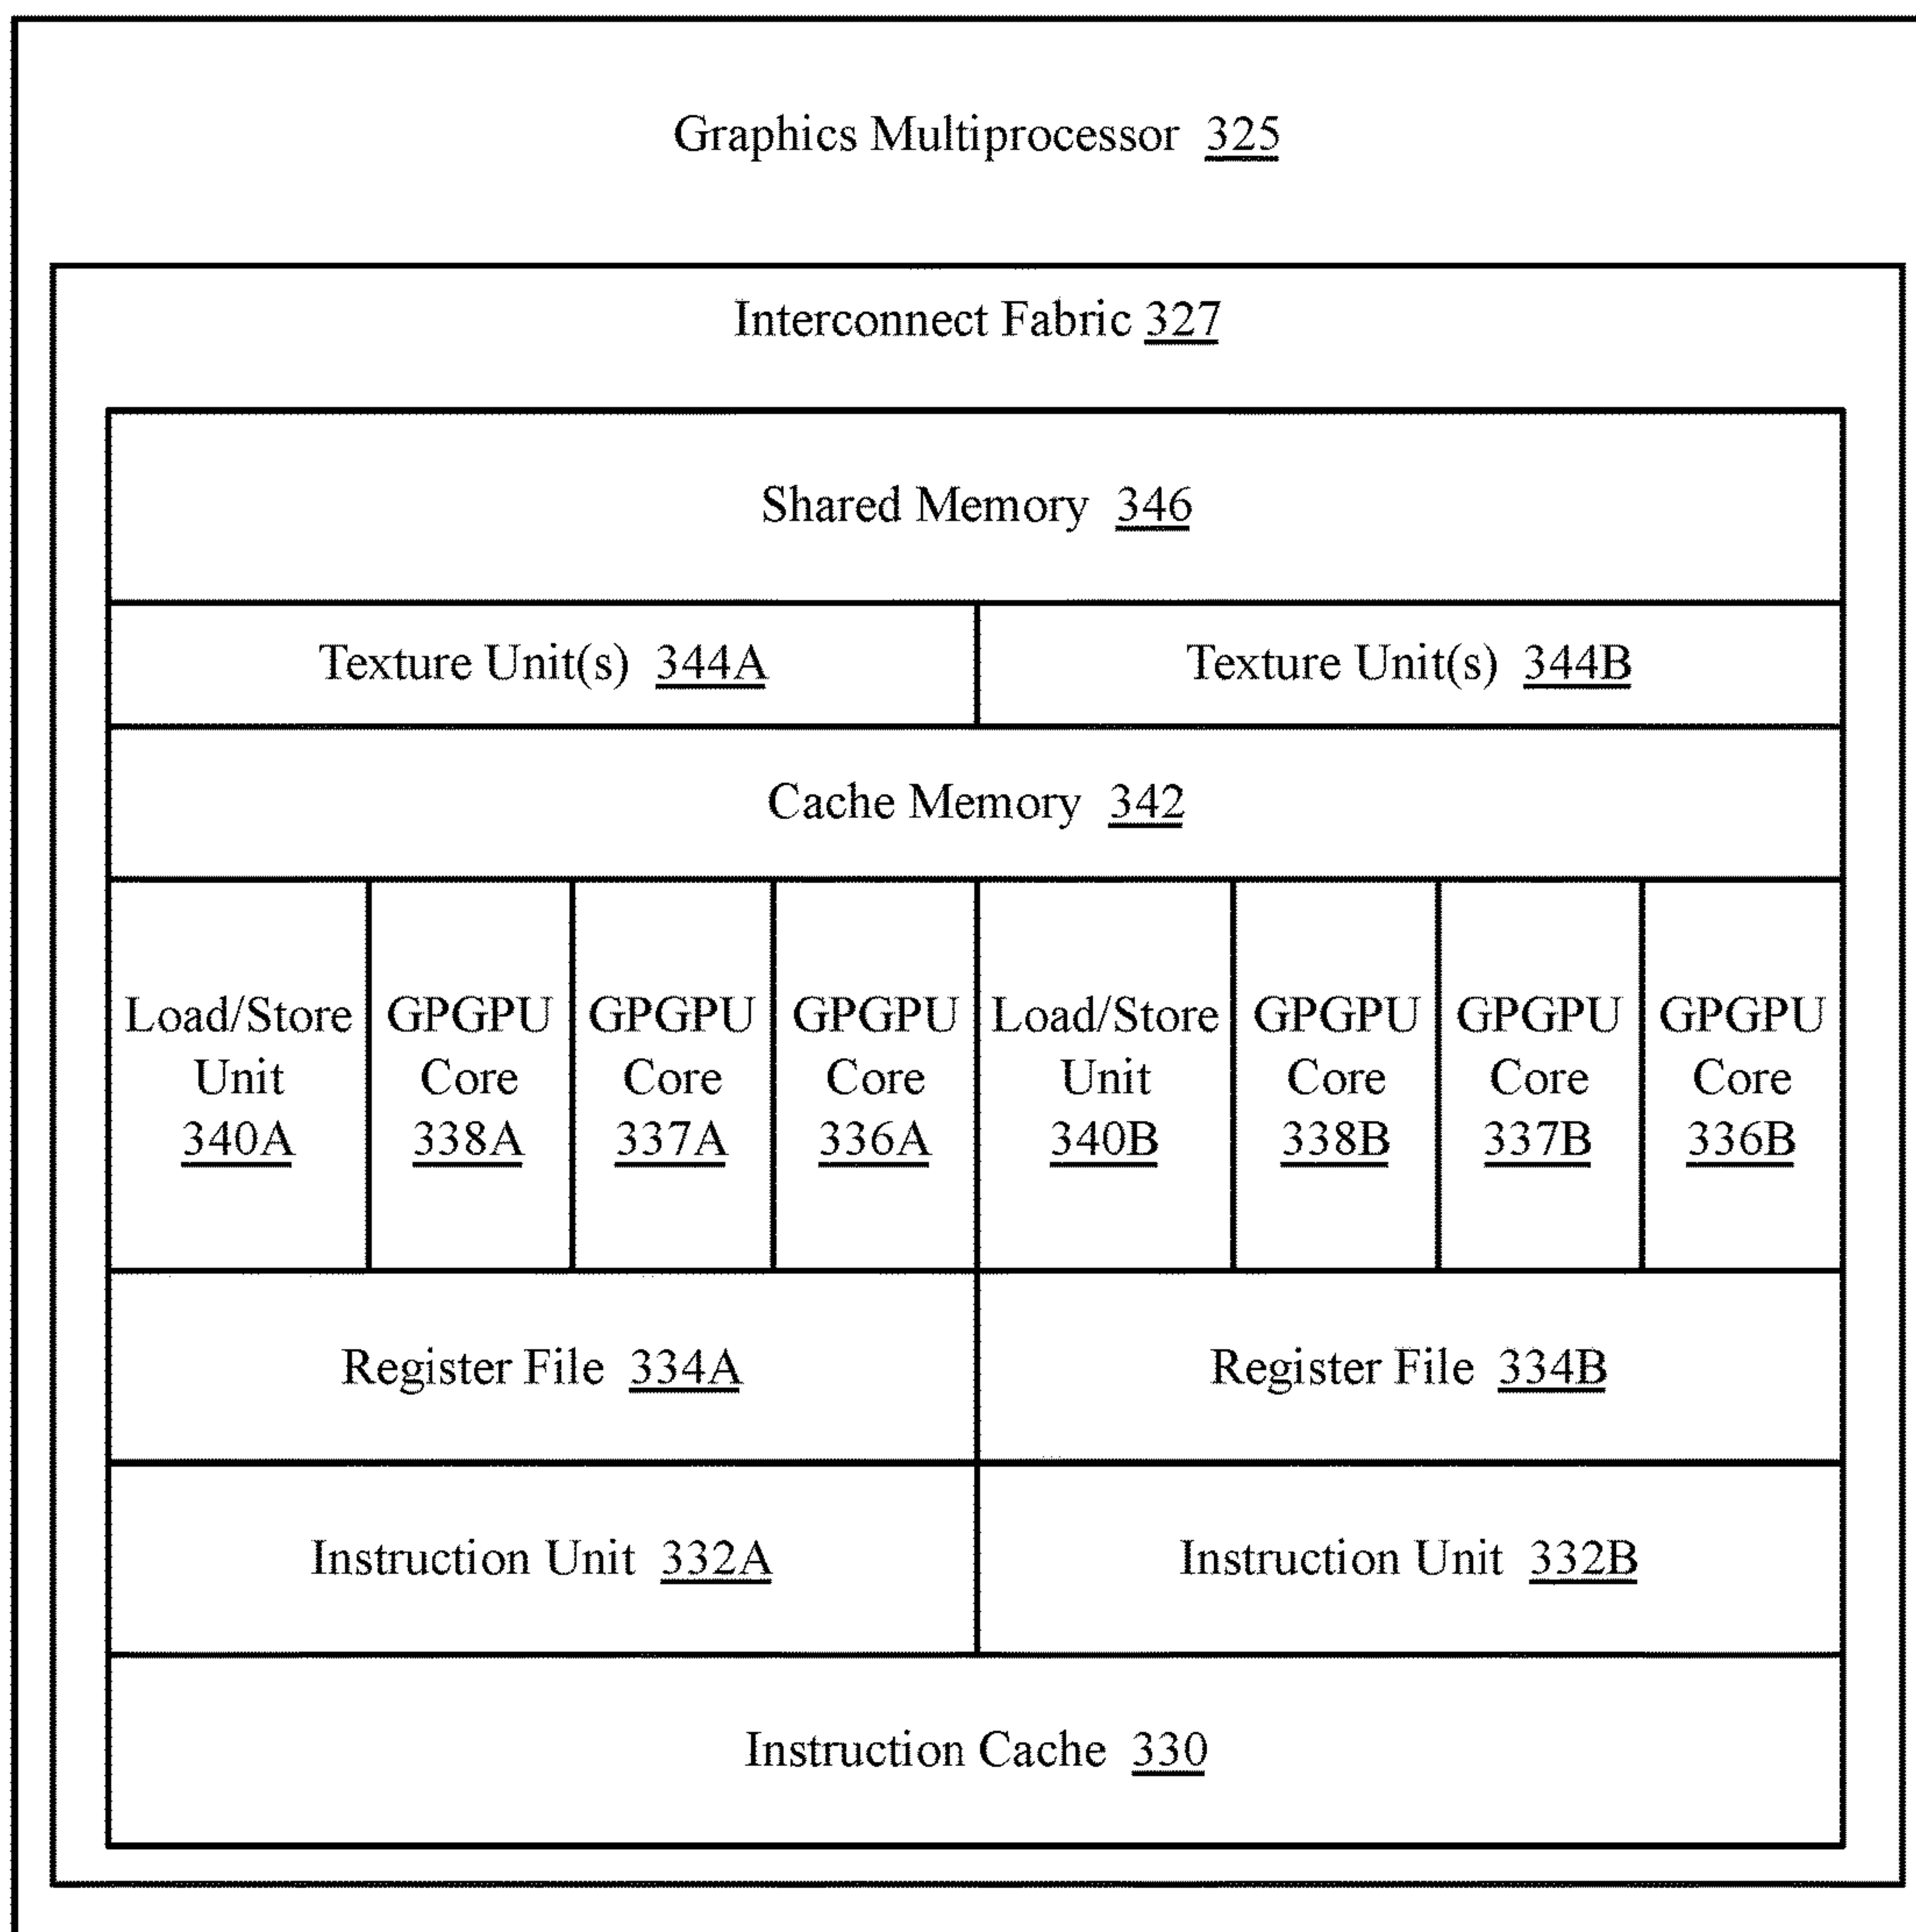 Graphics Multiprocessor 325
Interconnect Fabric 327
Shared Memory 346
Texture Unit(s) 344A
Texture Unit(s) 344B
Cache Memory 342
Load/Store
Unit
340A
GPGPU
Core
338A
GPGPU
Core
337A
GPGPU
Core
336A
Load/Store
Unit
340B
GPGPU
Core
338B
GPGPU
Core
337B
GPGPU
Core
336B
Register File 334A
Register File 334B
Instruction Unit 332A
Instruction Unit 332B
Instruction Cache 330